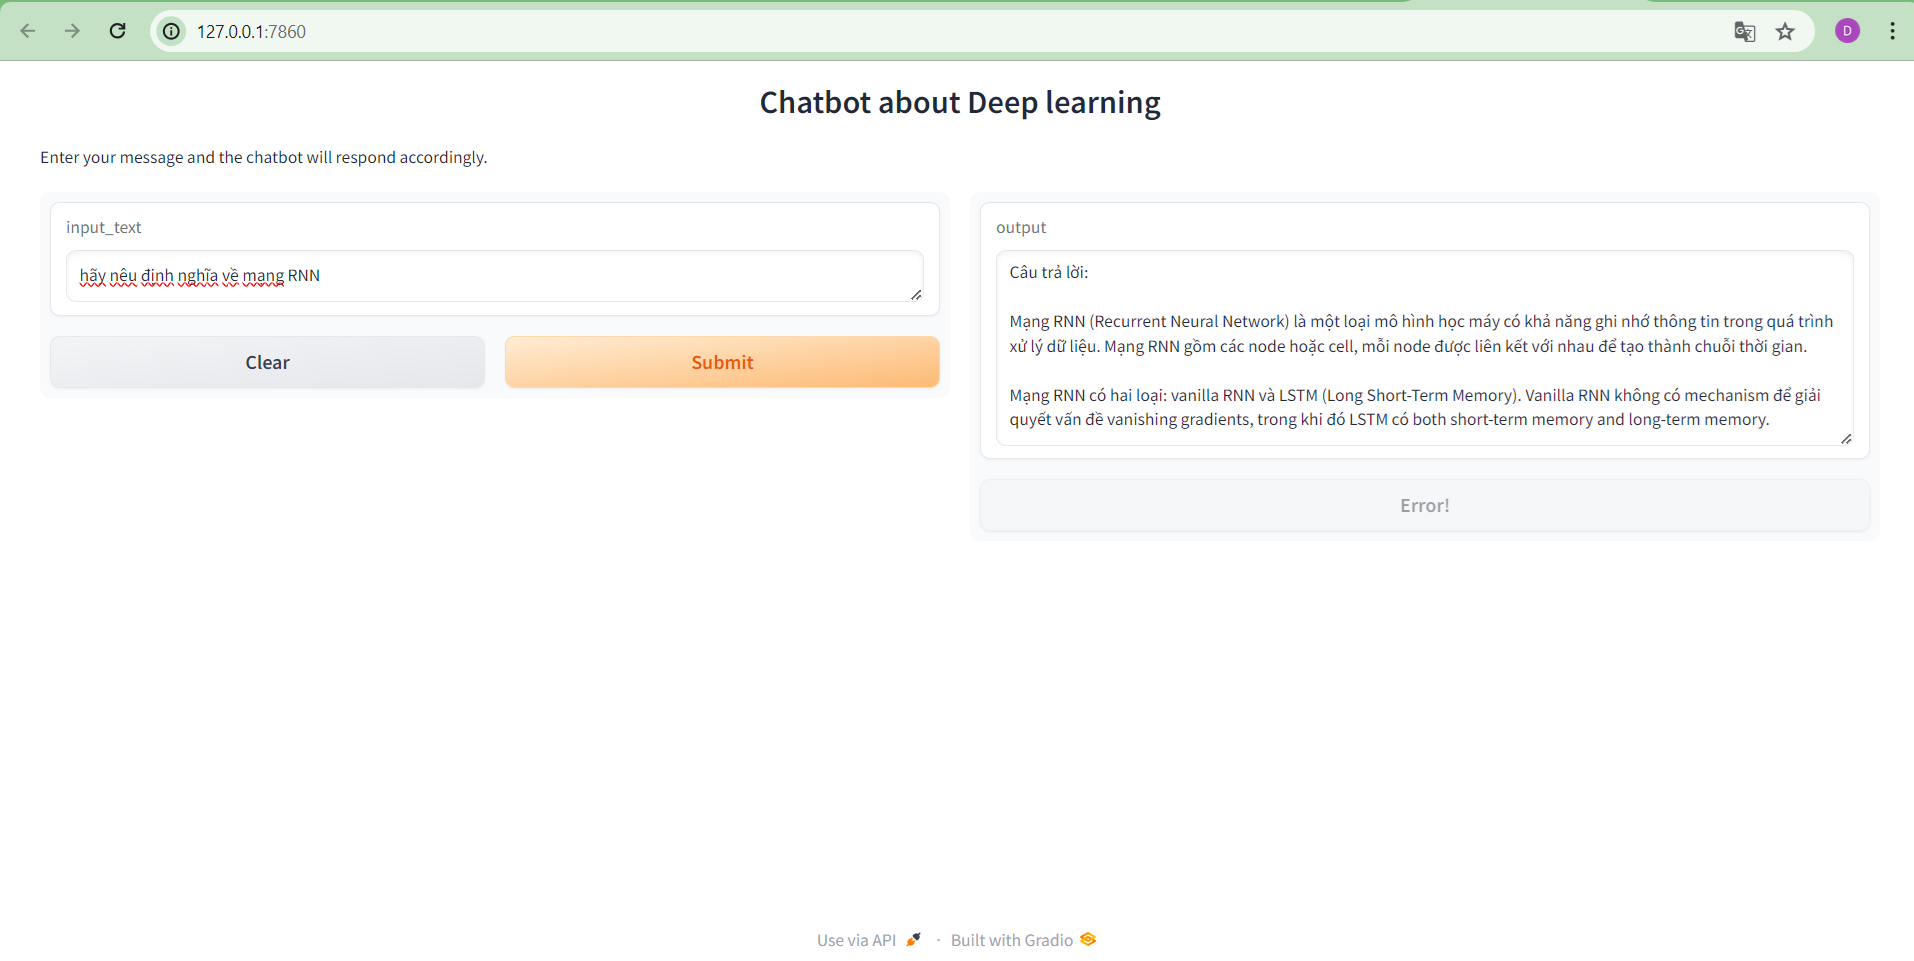 127.0.0.1:7860
D
Chatbot about Deep learning
Enter your message and the chatbot will respond accordingly.
input_text
hãy nêu định nghĩa về mạng RNN
Clear
Submit
output
Câu trả lời:
Mạng RNN (Recurrent Neural Network) là một loại mô hình học máy có khả năng ghi nhớ thông tin trong quá trình
xử lý dữ liệu. Mạng RNN gồm các node hoặc cell, mỗi node được liên kết với nhau để tạo thành chuỗi thời gian.
Mạng RNN có hai loại: vanilla RNN và LSTM (Long Short-Term Memory). Vanilla RNN không có mechanism để giải
quyết vấn đề vanishing gradients, trong khi đó LSTM có both short-term memory and long-term memory.
Error!
Use via API · Built with Gradio